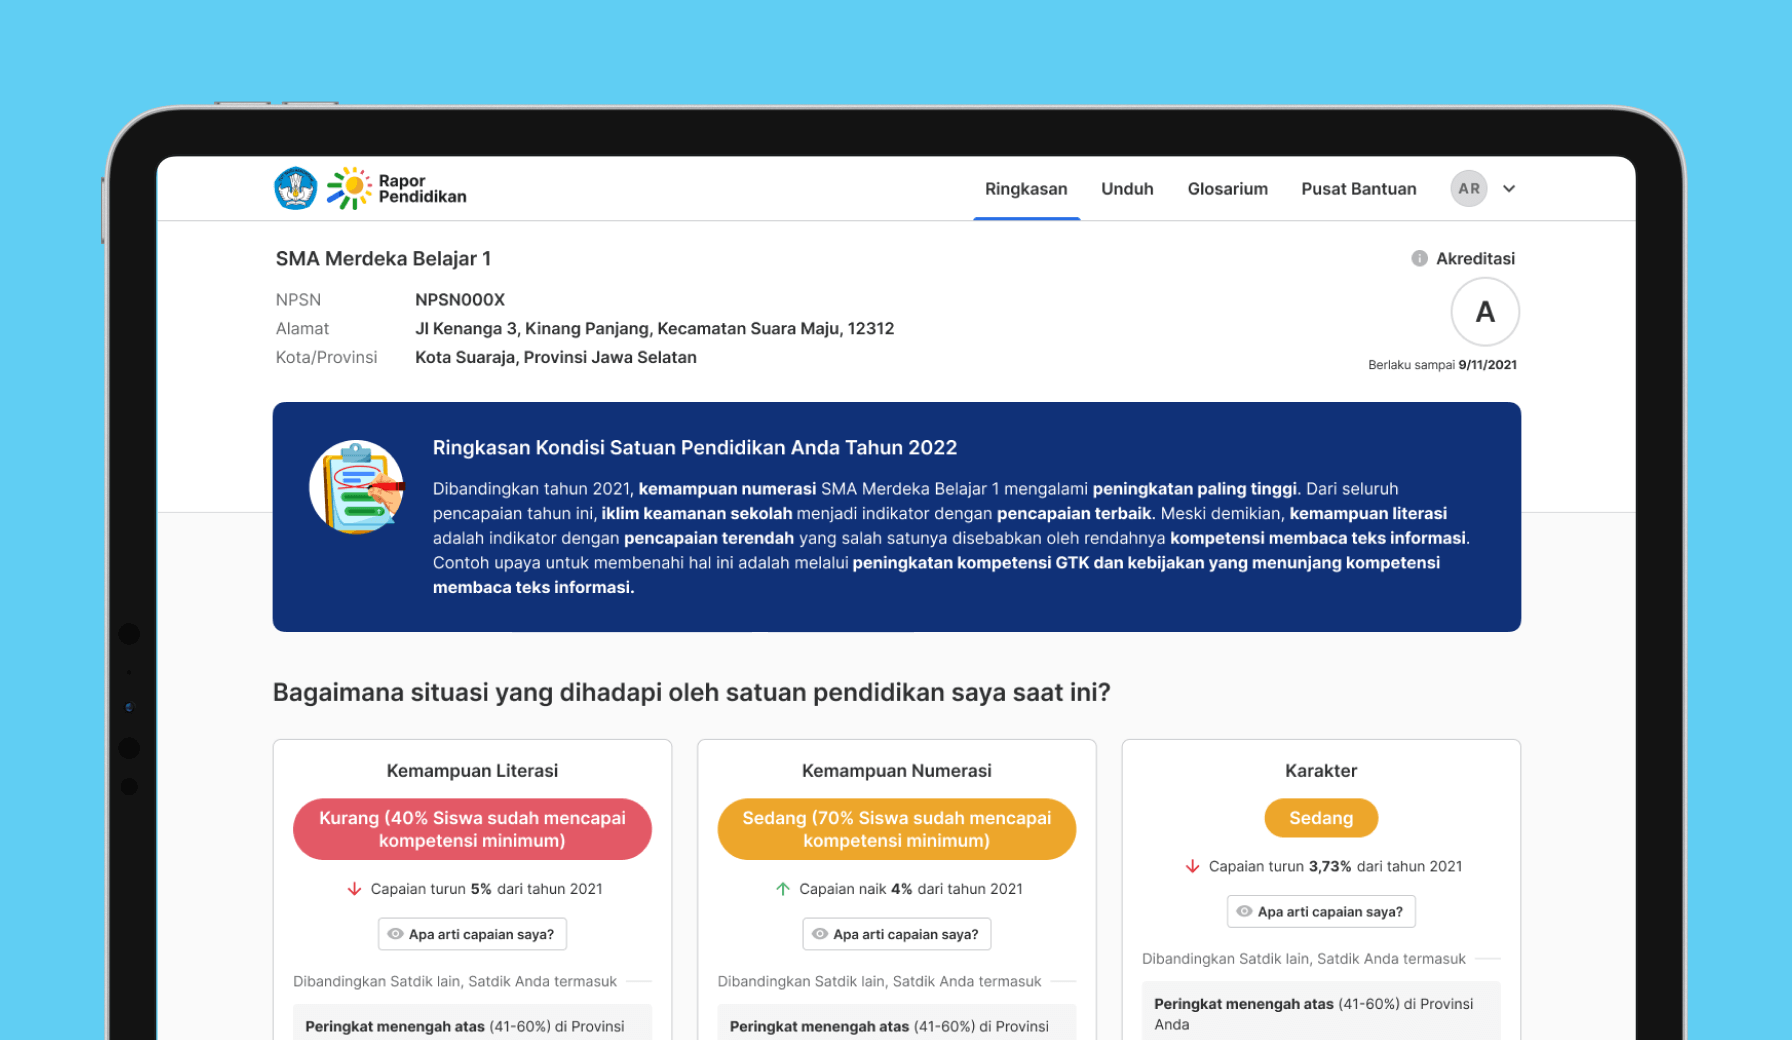 Rapor
Pendidikan
Ringkasan
Unduh
Glosarium
Pusat Bantuan
AR
SMA Merdeka Belajar 1
NPSN NPSN000X
Alamat Jl Kenanga 3, Kinang Panjang, Kecamatan Suara Maju, 12312
Kota/Provinsi Kota Suaraja, Provinsi Jawa Selatan
Akreditasi
A
Berlaku sampai 9/11/2021
Ringkasan Kondisi Satuan Pendidikan Anda Tahun 2022
Dibandingkan tahun 2021, kemampuan numerasi SMA Merdeka Belajar 1 mengalami peningkatan paling tinggi. Dari seluruh
pencapaian tahun ini, iklim keamanan sekolah menjadi indikator dengan pencapaian terbaik. Meski demikian, kemampuan literasi
adalah indikator dengan pencapaian terendah yang salah satunya disebabkan oleh rendahnya kompetensi membaca teks informasi.
Contoh upaya untuk membenahi hal ini adalah melalui peningkatan kompetensi GTK dan kebijakan yang menunjang kompetensi
membaca teks informasi.
Bagaimana situasi yang dihadapi oleh satuan pendidikan saya saat ini?
Kemampuan Literasi
Kurang (40% Siswa sudah mencapai
kompetensi minimum)
Capaian turun 5% dari tahun 2021
Apa arti capaian saya?
Dibandingkan Satdik lain, Satdik Anda termasuk
Peringkat menengah atas (41-60%) di Provinsi
Kemampuan Numerasi
Sedang (70% Siswa sudah mencapai
kompetensi minimum)
Capaian naik 4% dari tahun 2021
Apa arti capaian saya?
Dibandingkan Satdik lain, Satdik Anda termasuk
Peringkat menengah atas (41-60%) di Provinsi
Karakter
Sedang
Capaian turun 3,73% dari tahun 2021
Apa arti capaian saya?
Dibandingkan Satdik lain, Satdik Anda termasuk
Peringkat menengah atas (41-60%) di Provinsi
Anda